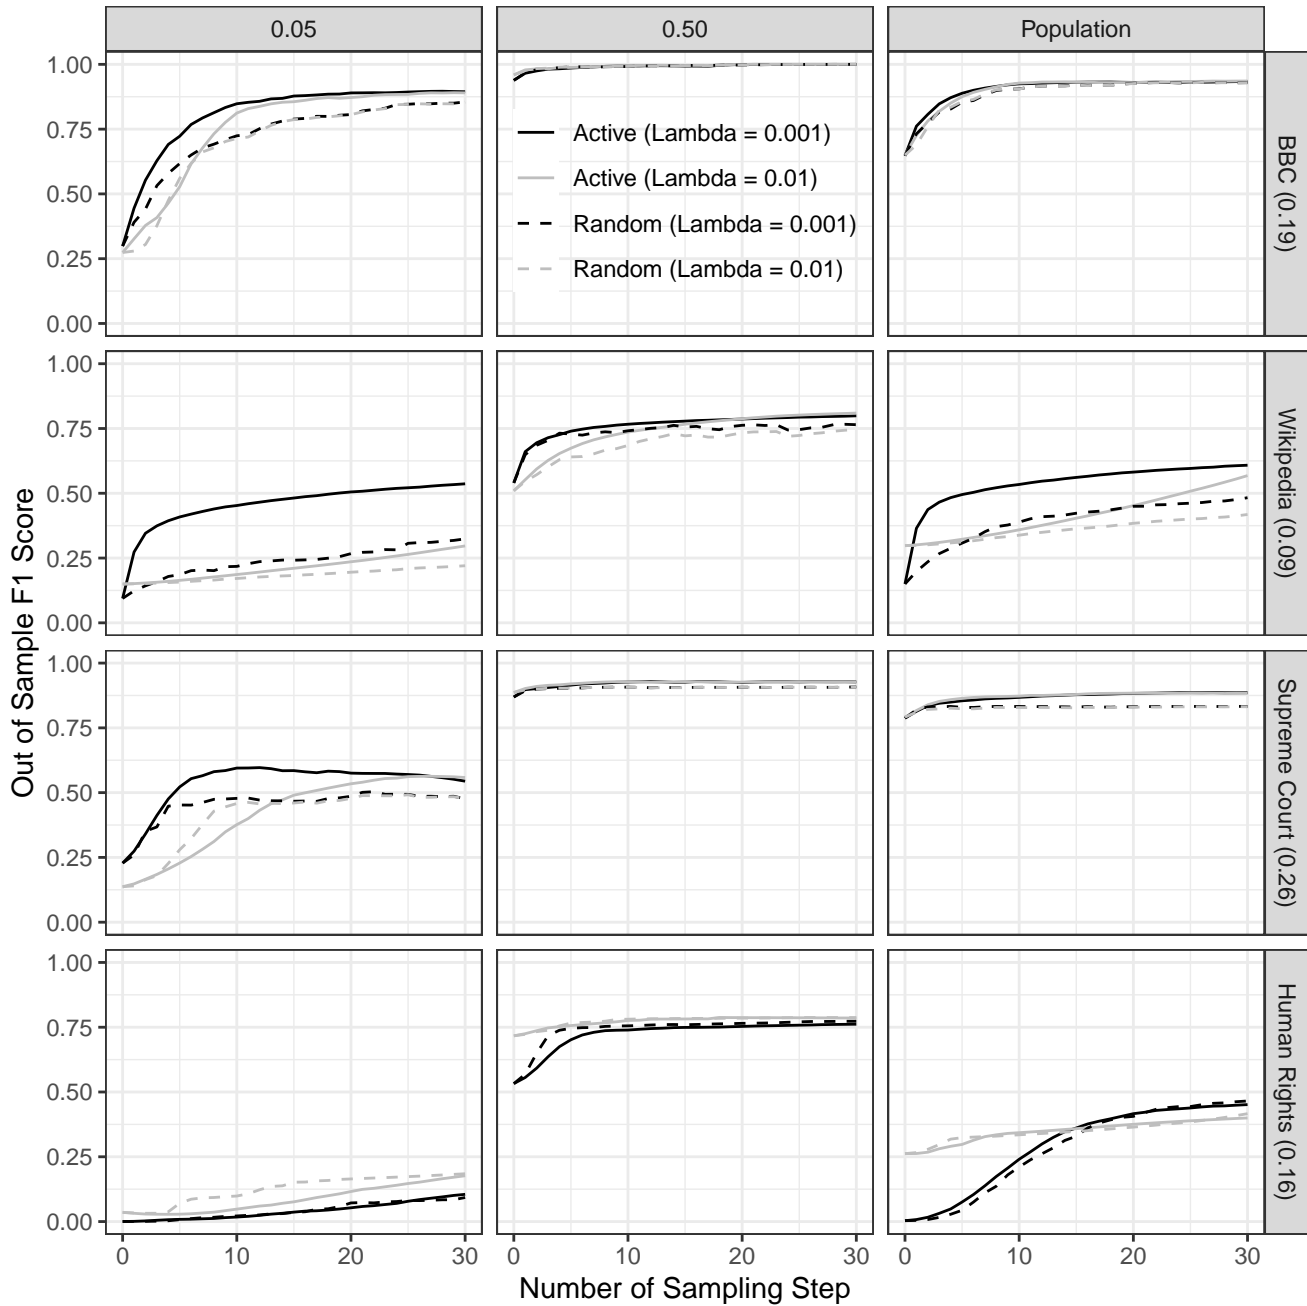 0.05
0.50
Population
1.00
0.75
0.50
0.25
0.00
Active (Lambda = 0.001)
Active (Lambda = 0.01)
Random (Lambda = 0.001)
Random (Lambda = 0.01)
BBC (0.19)
1.00
0.75
0.50
0.25
0.00
Wikipedia (0.09)
Out of Sample F1 Score
1.00
0.75
0.50
0.25
0.00
Supreme Court (0.26)
1.00
0.75
0.50
0.25
0.00
Human Rights (0.16)
0 10 20 30
0 10 20 30
0 10 20 30
Number of Sampling Step